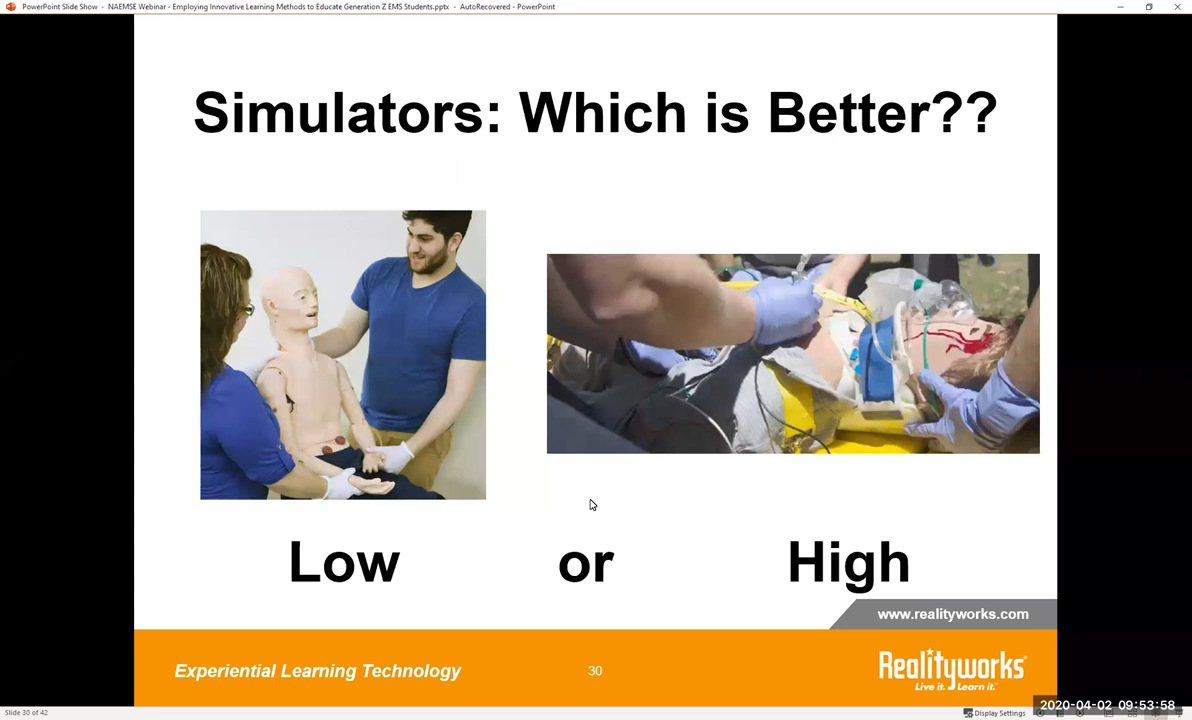 PowerPoint Slide Show - NAEMSE Webinar - Employing Innovative Learning Methods to Educate Generation Z EMS Students.pptx - AutoRecovered - PowerPoint
Simulators: Which is Better??
Low or High
www.realityworks.com
Experiential Learning Technology
30
Realityworks
Live it. Learn it.™
2020-04-02 09:53:58
Slide 30 of 42
Display Settings